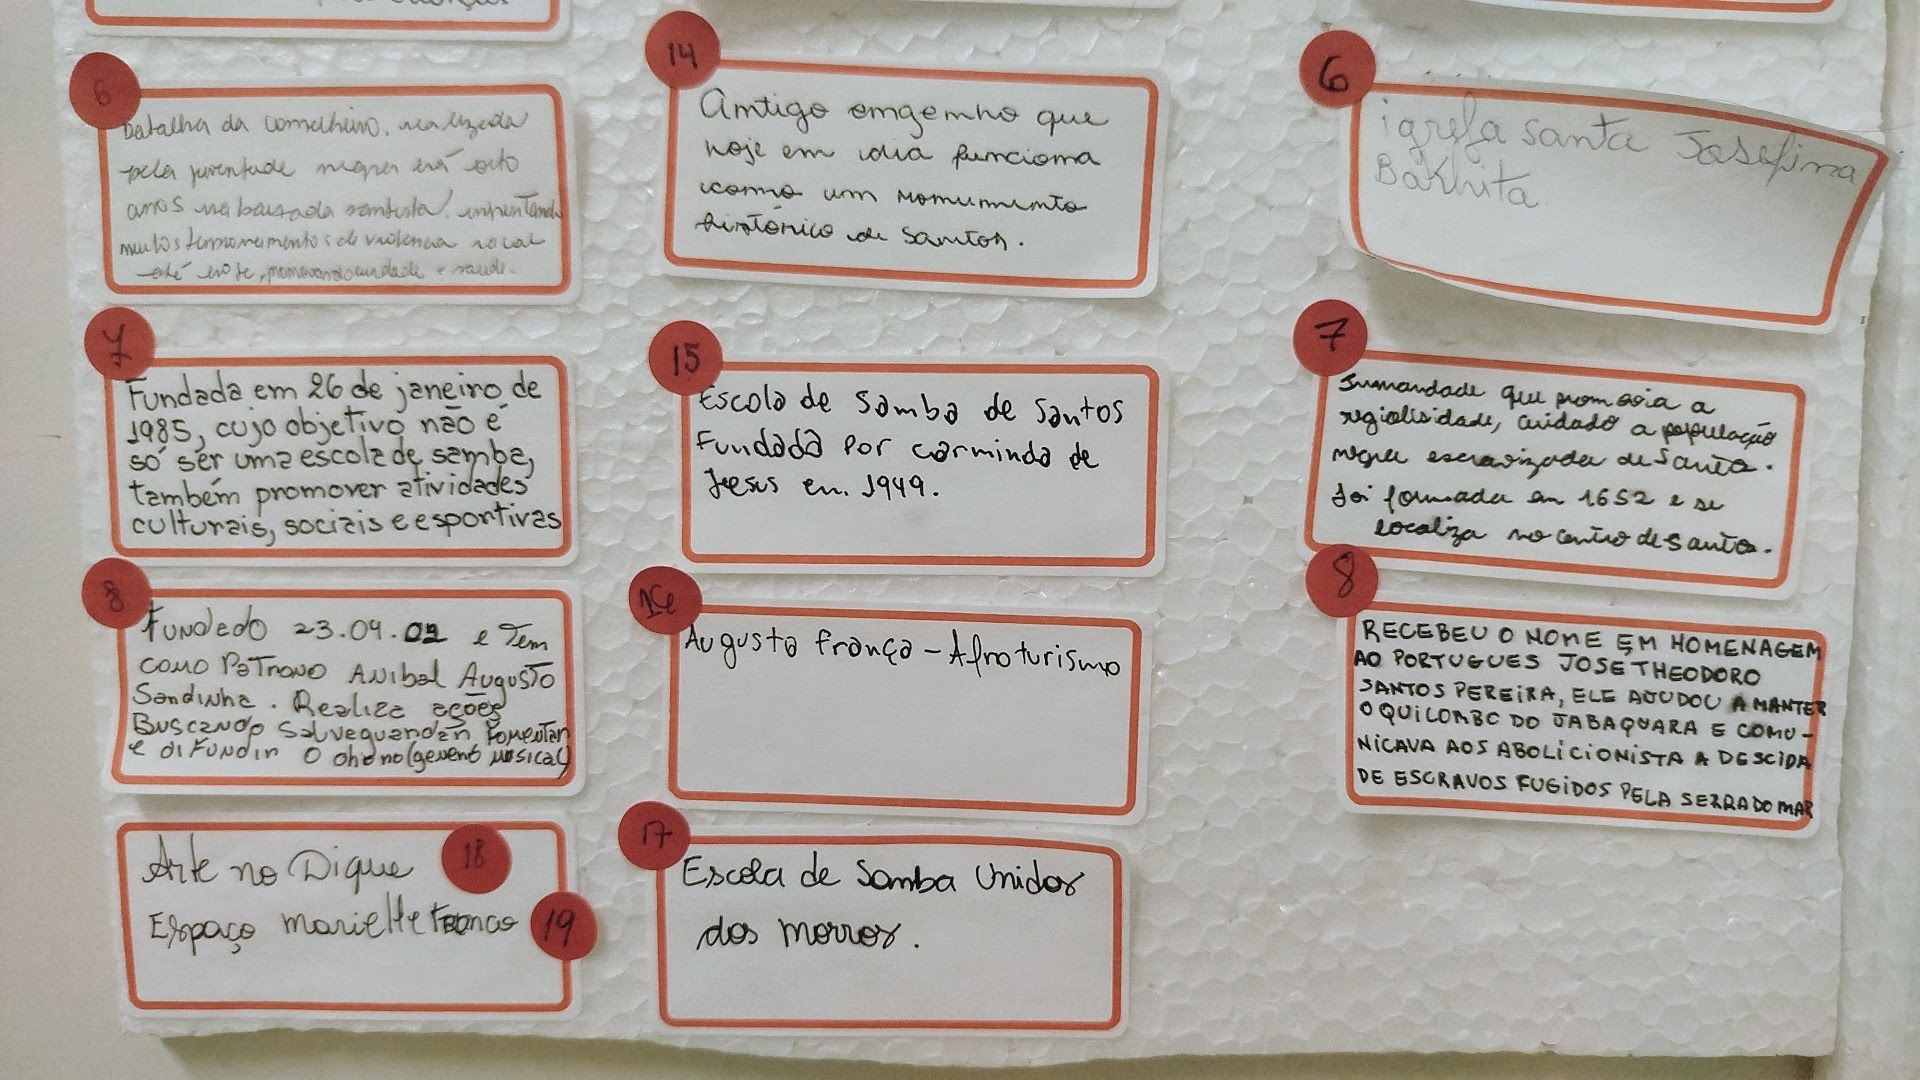 6
Batalha da conselheiro, realizada
pela juventude negra há oito
anos na baixada santista, enfrentando
muitos tensionamentos de violência racial
até hoje, promovendo e saúde.
7
Fundada em 26 de janeiro de
1985, cujo objetivo não é
só ser uma escola de samba,
também promover atividades
culturais, sociais e esportivas
8
Fundedo 23.04.02 e Tem
como Patrono Anibal Augusto
Sardinha. Realiza ações
Buscando Salveguardar Fomentar
e diFundir o choro (genero musical)
Arte no Dique 18
Espaço Marielle Franco 19
14
Antigo engenho que
hoje em dia funciona
como um monumento
histórico de Santos.
15
Escola de Samba de Santos
Fundada Por Carminda de
Jesus em 1949.
16
Augusto França - Afroturismo
17
Escola de Samba Unidos
dos Morros.
6
igreja Santa Josefina
Bakhita
7
Irmandade que promovia a
religiosidade, cuidado a população
negra escravizada de Santos.
foi formada em 1652 e se
localiza no centro de Santos.
8
RECEBEU O NOME EM HOMENAGEM
AO PORTUGUES JOSE THEODORO
SANTOS PEREIRA, ELE AJUDOU A MANTER
O QUILOMBO DO JABAQUARA E COMU-
NICAVA AOS ABOLICIONISTA A DESCIDA
DE ESCRAVOS FUGIDOS PELA SERRA DO MAR